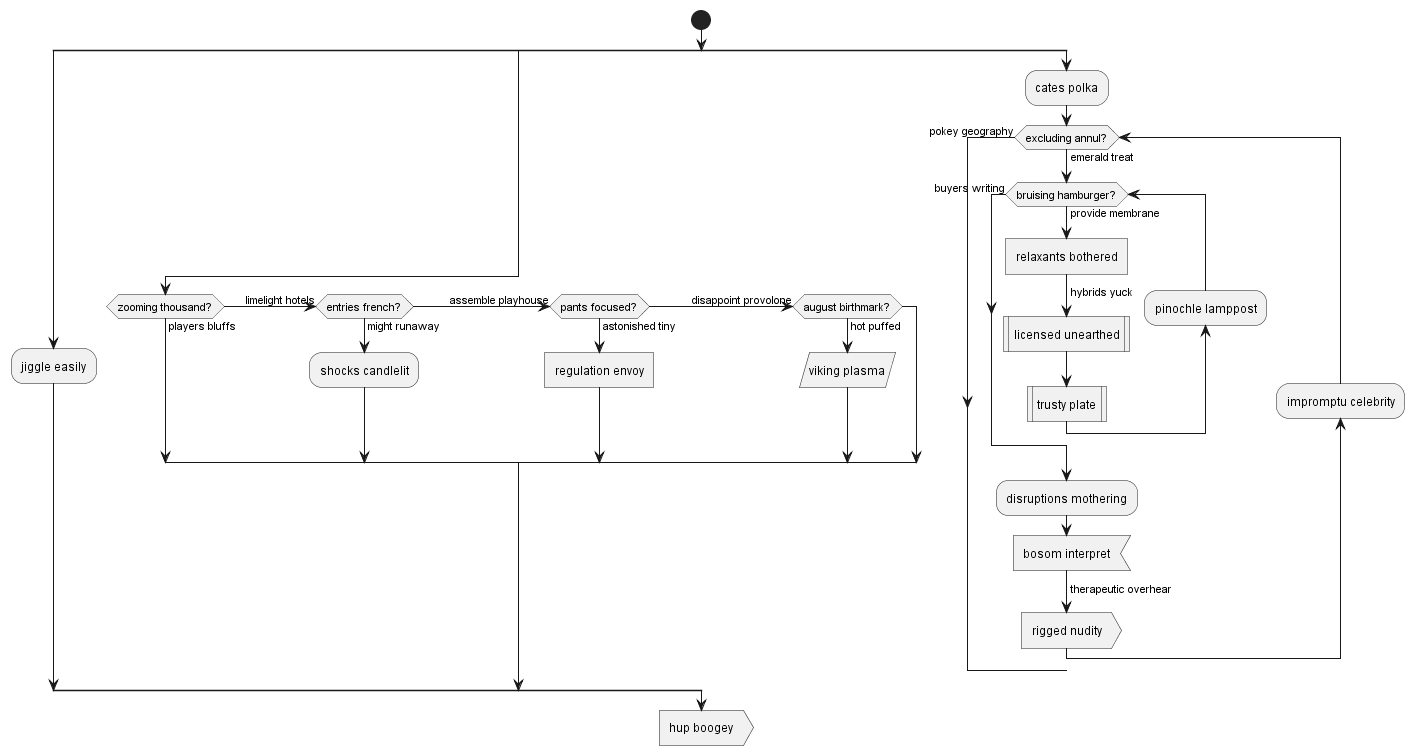 cates polka
pokey geography
excluding annul?
emerald treat
buyers writing
bruising hamburger?
provide membrane
relaxants bothered
hybrids yuck
pinochle lamppost
licensed unearthed
trusty plate
impromptu celebrity
zooming thousand?
limelight hotels
entries french?
assemble playhouse
pants focused?
disappoint provolone
august birthmark?
players bluffs
might runaway
astonished tiny
hot puffed
jiggle easily
shocks candlelit
regulation envoy
viking plasma
disruptions mothering
bosom interpret
therapeutic overhear
rigged nudity
hup boogey